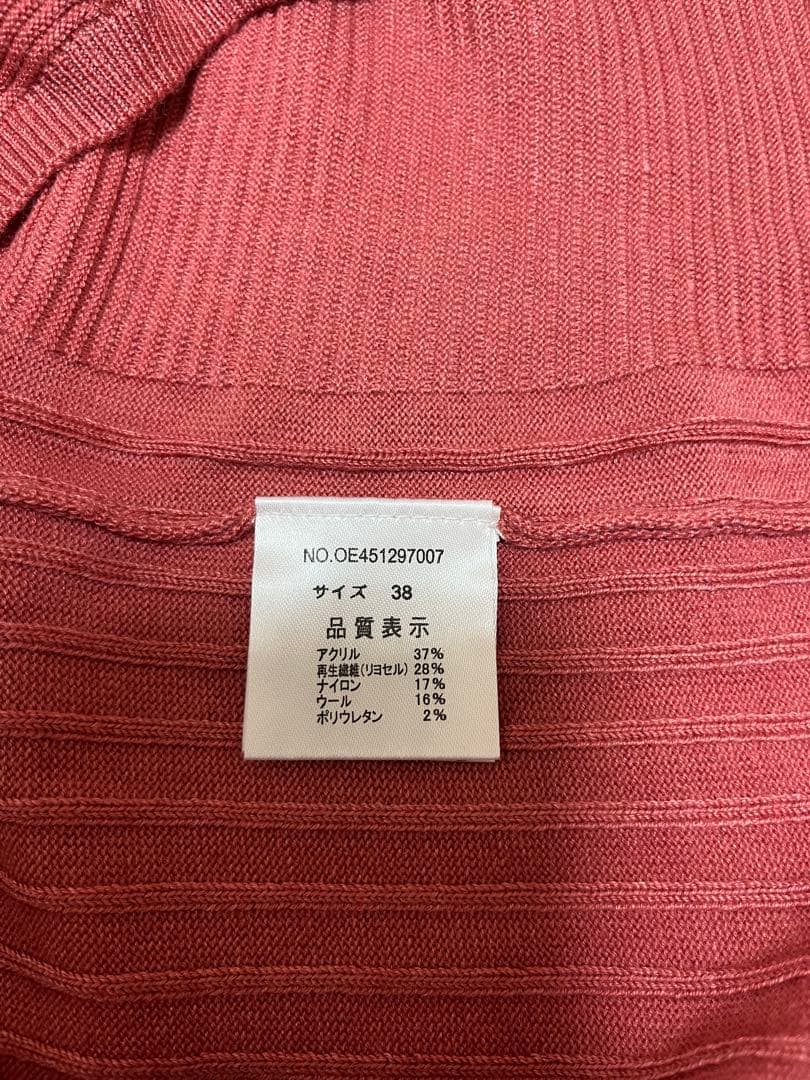 NO.OE451297007
サイズ 38
品質表示
アクリル 37%
再生繊維(リヨセル) 28%
ナイロン 17%
ウール 16%
ポリウレタン 2%